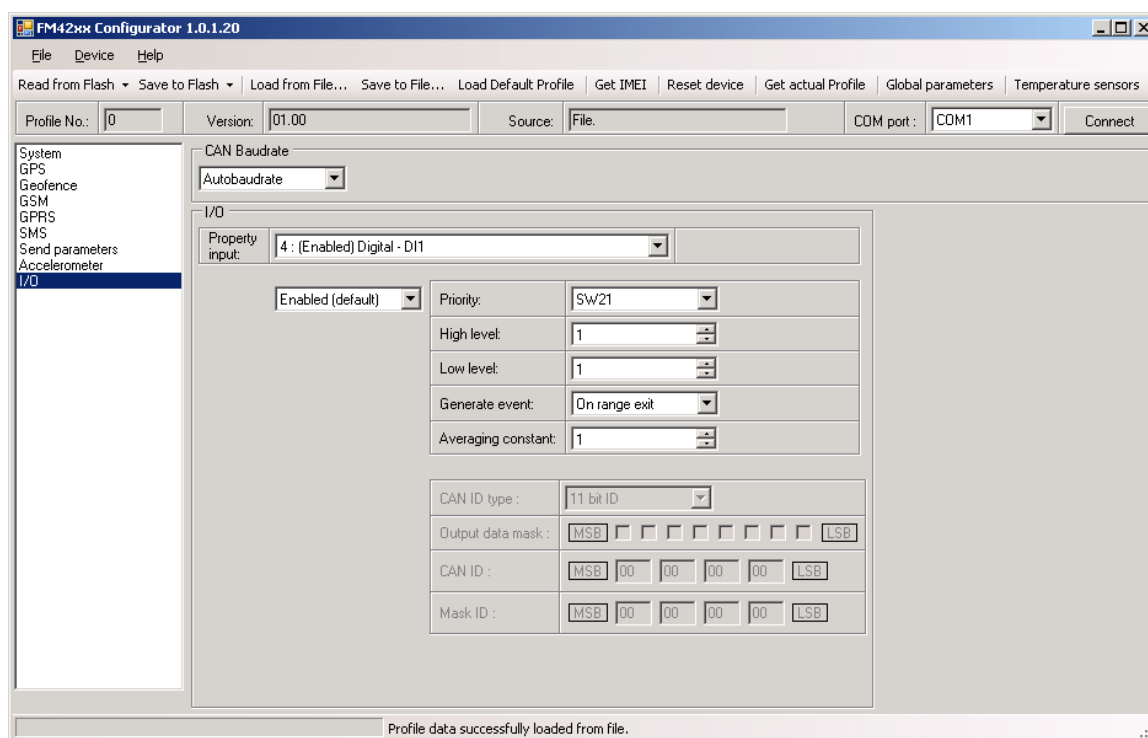 FM42xx Configurator 1.0.1.20
File Device Help
Read from Flash Save to Flash Load from File... Save to File... Load Default Profile Get IMEI Reset device Get actual Profile Global parameters Temperature sensors
Profile No.: 0 Version: 01.00 Source: File. COM port : COM1 Connect
System
GPS
Geofence
GSM
GPRS
SMS
Send parameters
Accelerometer
I/O
CAN Baudrate
Autobaudrate
I/O
Property input: 4 : (Enabled) Digital - DI1
Enabled (default)
Priority: SW21
High level: 1
Low level: 1
Generate event: On range exit
Averaging constant: 1
CAN ID type : 11 bit ID
Output data mask : MSB LSB
CAN ID : MSB 00 00 00 00 LSB
Mask ID : MSB 00 00 00 00 LSB
Profile data successfully loaded from file.